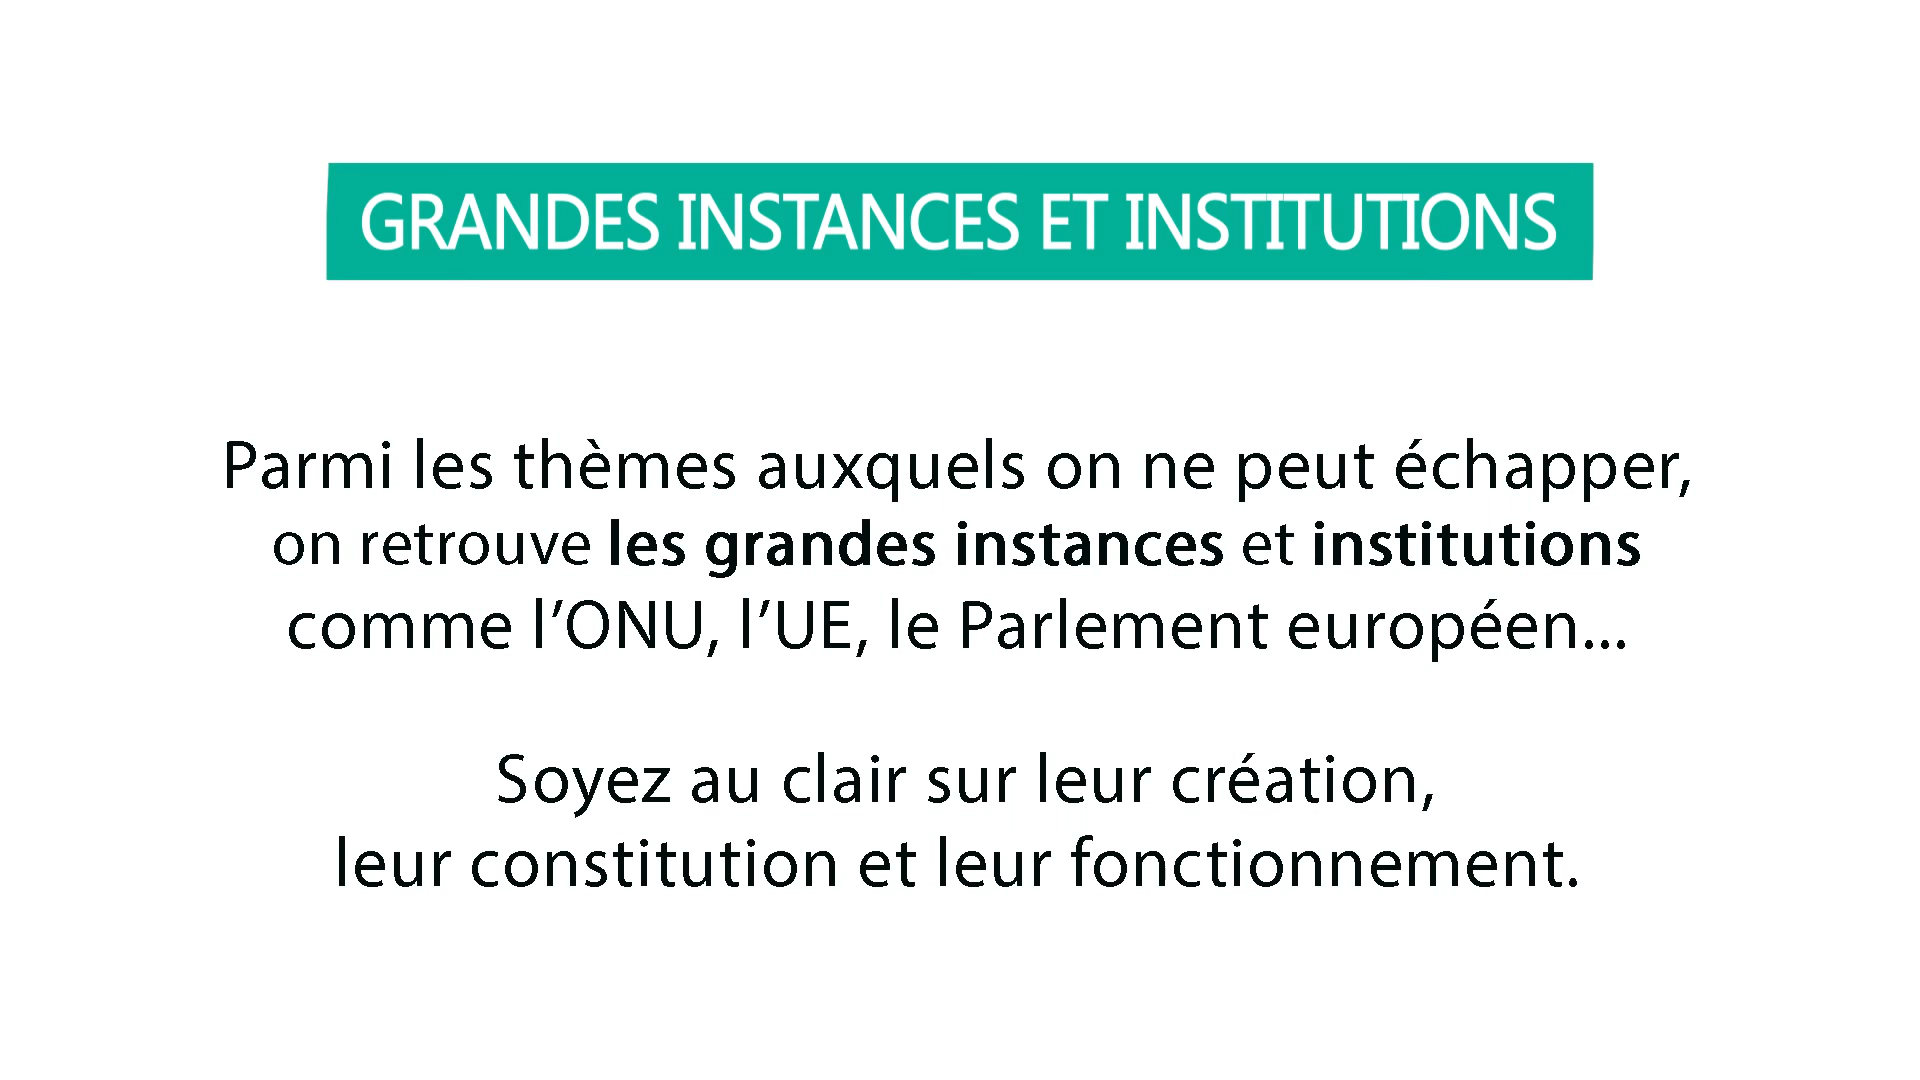 GRANDES INSTANCES ET INSTITUTIONS
Parmi les thèmes auxquels on ne peut échapper,
on retrouve les grandes instances et institutions
comme l’ONU, l’UE, le Parlement européen...
Soyez au clair sur leur création,
leur constitution et leur fonctionnement.